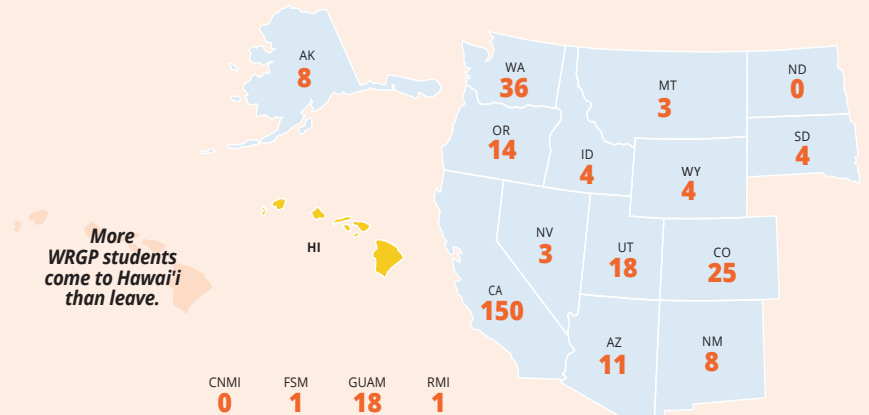 AK
8
WA
36
MT
3
ND
0
OR
14
ID
4
SD
4
WY
4
More
WRGP students
come to Hawai'i
than leave.
HI
NV
3
UT
18
CO
25
CA
150
AZ
11
NM
8
CNMI FSM GUAM RMI
0 1 18 1